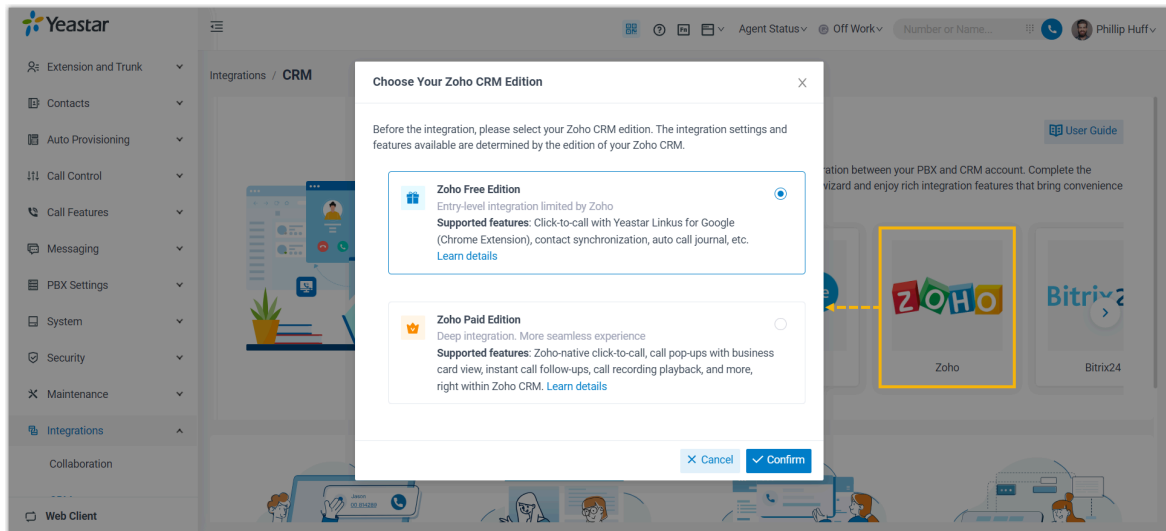 Yeastar
Agent Status
Off Work
Number or Name...
Phillip Huff
Extension and Trunk
Contacts
Auto Provisioning
Call Control
Call Features
Messaging
PBX Settings
System
Security
Maintenance
Integrations
Collaboration
Web Client
Integrations / CRM
User Guide
ration between your PBX and CRM account. Complete the
vizard and enjoy rich integration features that bring convenience
Choose Your Zoho CRM Edition
Before the integration, please select your Zoho CRM edition. The integration settings and
features available are determined by the edition of your Zoho CRM.
Zoho Free Edition
Entry-level integration limited by Zoho
Supported features: Click-to-call with Yeastar Linkus for Google
(Chrome Extension), contact synchronization, auto call journal, etc.
Learn details
Zoho Paid Edition
Deep integration. More seamless experience
Supported features: Zoho-native click-to-call, call pop-ups with business
card view, instant call follow-ups, call recording playback, and more,
right within Zoho CRM. Learn details
Cancel
Confirm
ZOHO
Zoho
Bitrix24
Jason